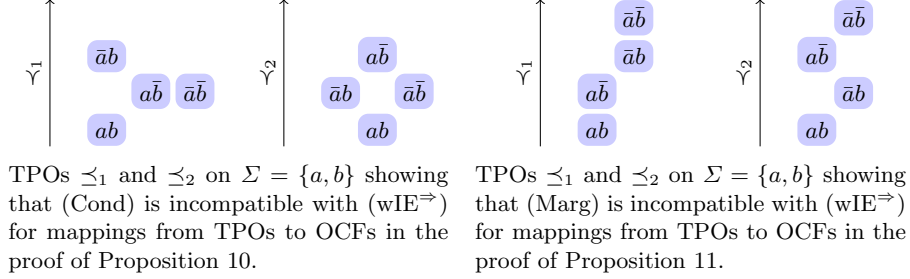 ≺1
āb
ab̄ āb̄
ab
≺2
ab̄
āb āb̄
ab
TPOs ⪯1 and ⪯2 on Σ = {a, b} showing
that (Cond) is incompatible with (wIE⇒)
for mappings from TPOs to OCFs in the
proof of Proposition 10.
≺1
āb̄
āb
ab̄
ab
≺2
āb̄
ab̄
āb
ab
TPOs ⪯1 and ⪯2 on Σ = {a, b} showing
that (Marg) is incompatible with (wIE⇒)
for mappings from TPOs to OCFs in the
proof of Proposition 11.